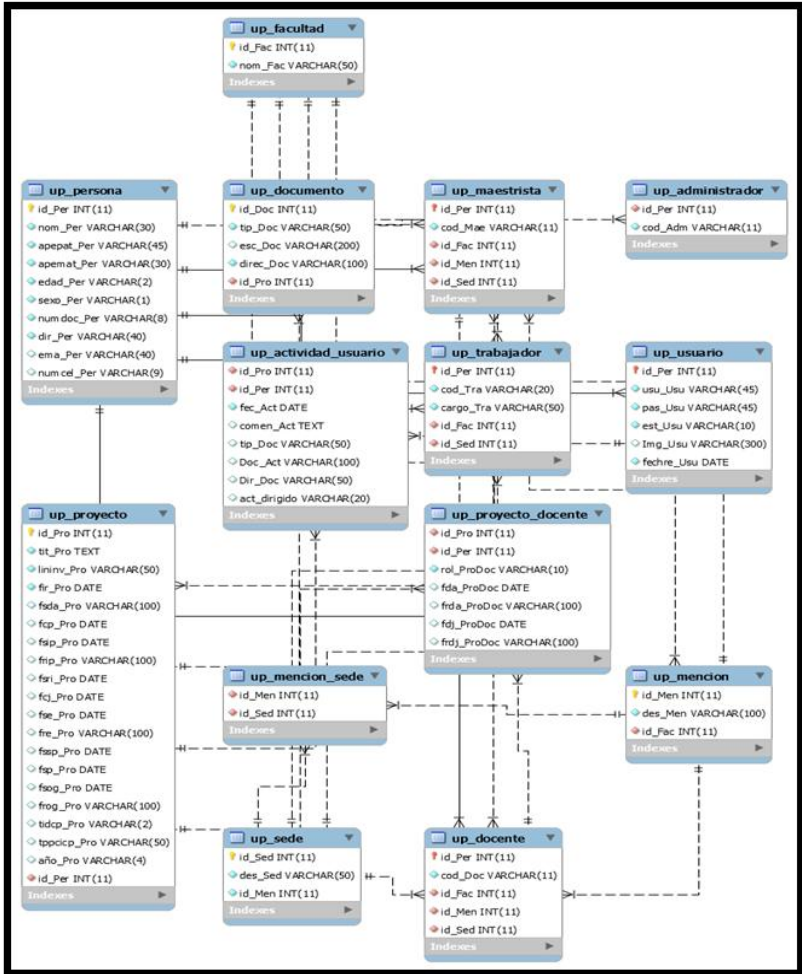 up_facultad
id_Fac INT(11)
nom_Fac VARCHAR(50)
Indexes
up_persona
id_Per INT(11)
nom_Per VARCHAR(30)
apepat_Per VARCHAR(45)
apemat_Per VARCHAR(30)
edad_Per VARCHAR(2)
sexo_Per VARCHAR(1)
numdoc_Per VARCHAR(8)
dir_Per VARCHAR(40)
ema_Per VARCHAR(40)
numcel_Per VARCHAR(9)
Indexes
up_documento
id_Doc INT(11)
tip_Doc VARCHAR(50)
esc_Doc VARCHAR(200)
direc_Doc VARCHAR(100)
id_Pro INT(11)
up_maestrista
id_Per INT(11)
cod_Mae VARCHAR(11)
id_Fac INT(11)
id_Men INT(11)
id_Sed INT(11)
Indexes
up_administrador
id_Per INT(11)
cod_Adm VARCHAR(11)
Indexes
up_actividad_usuario
id_Pro INT(11)
id_Per INT(11)
fec_Act DATE
comen_Act TEXT
tip_Doc VARCHAR(50)
Doc_Act VARCHAR(100)
Dir_Doc VARCHAR(50)
act_dirigido VARCHAR(20)
up_trabajador
id_Per INT(11)
cod_Tra VARCHAR(20)
cargo_Tra VARCHAR(50)
id_Fac INT(11)
id_Sed INT(11)
Indexes
up_usuario
id_Per INT(11)
usu_Usu VARCHAR(45)
pas_Usu VARCHAR(45)
est_Usu VARCHAR(10)
Img_Usu VARCHAR(300)
fechre_Usu DATE
Indexes
up_proyecto
id_Pro INT(11)
tit_Pro TEXT
lininv_Pro VARCHAR(50)
fir_Pro DATE
fsda_Pro VARCHAR(100)
fcp_Pro DATE
fsip_Pro DATE
frip_Pro VARCHAR(100)
fsri_Pro DATE
fcj_Pro DATE
fse_Pro DATE
fre_Pro VARCHAR(100)
fssp_Pro DATE
fsp_Pro DATE
fsog_Pro DATE
frog_Pro VARCHAR(100)
tidcp_Pro VARCHAR(2)
tppcicp_Pro VARCHAR(50)
año_Pro VARCHAR(4)
id_Per INT(11)
Indexes
up_proyecto_docente
id_Pro INT(11)
id_Per INT(11)
rol_ProDoc VARCHAR(10)
fda_ProDoc DATE
frda_ProDoc VARCHAR(100)
fdj_ProDoc DATE
frdj_ProDoc VARCHAR(100)
Indexes
up_mencion_sede
id_Men INT(11)
id_Sed INT(11)
Indexes
up_mencion
id_Men INT(11)
des_Men VARCHAR(100)
id_Fac INT(11)
Indexes
up_sede
id_Sed INT(11)
des_Sed VARCHAR(50)
id_Men INT(11)
Indexes
up_docente
id_Per INT(11)
cod_Doc VARCHAR(11)
id_Fac INT(11)
id_Men INT(11)
id_Sed INT(11)
Indexes